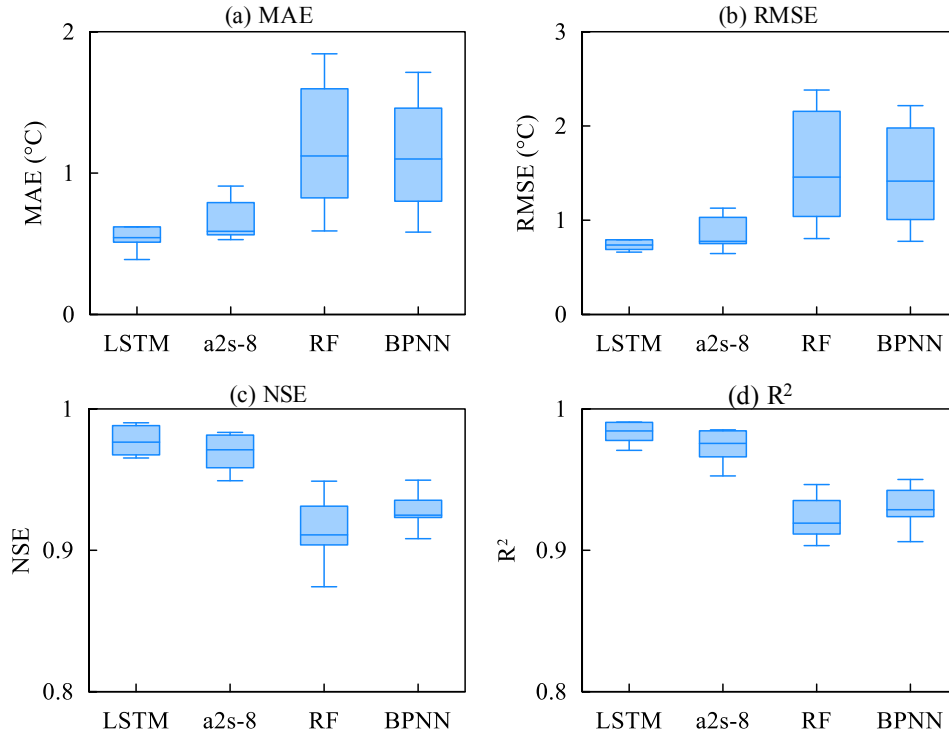 (a) MAE
2
1
0
MAE (°C)
LSTM a2s-8 RF BPNN
(b) RMSE
3
2
1
0
RMSE (°C)
LSTM a2s-8 RF BPNN
(c) NSE
1
0.9
0.8
NSE
LSTM a2s-8 RF BPNN
(d) R²
1
0.9
0.8
R²
LSTM a2s-8 RF BPNN